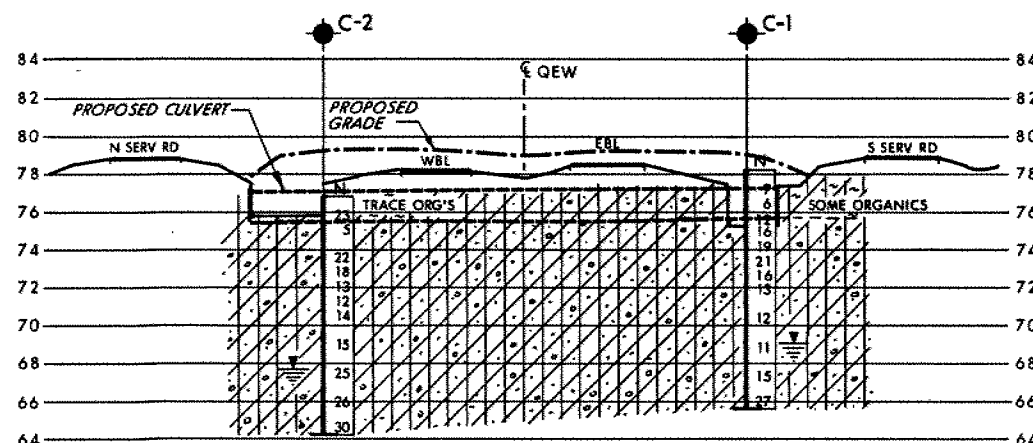 C-2
C-1
84 84
℄ QEW
82 82
PROPOSED CULVERT
PROPOSED GRADE
80 80
N SERV RD
WBL
EBL
S SERV RD
78 78
N
N
TRACE ORG'S
SOME ORGANICS
76 76
74 74
72 72
70 70
68 68
66 66
64 64
23
5
22
18
13
12
14
15
25
26
30
6
12
16
19
21
16
13
12
11
15
27